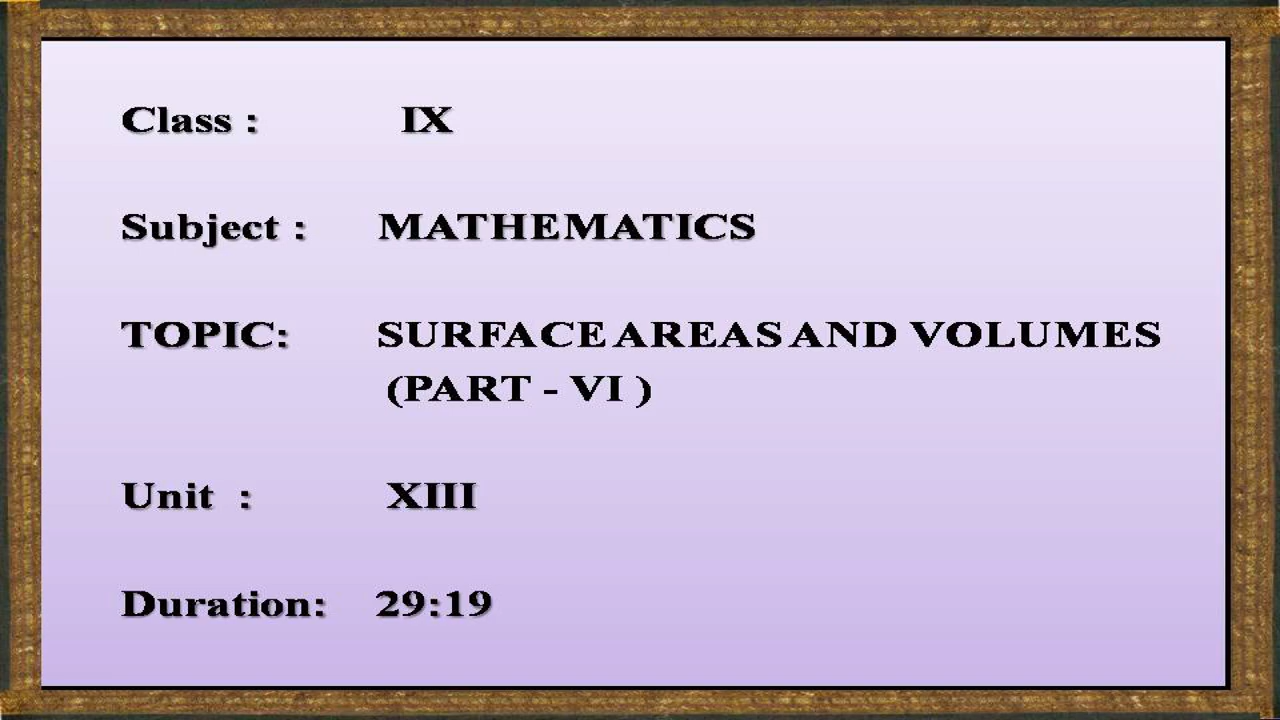 Class : IX
Subject : MATHEMATICS
TOPIC: SURFACE AREAS AND VOLUMES
(PART - VI )
Unit : XIII
Duration: 29:19